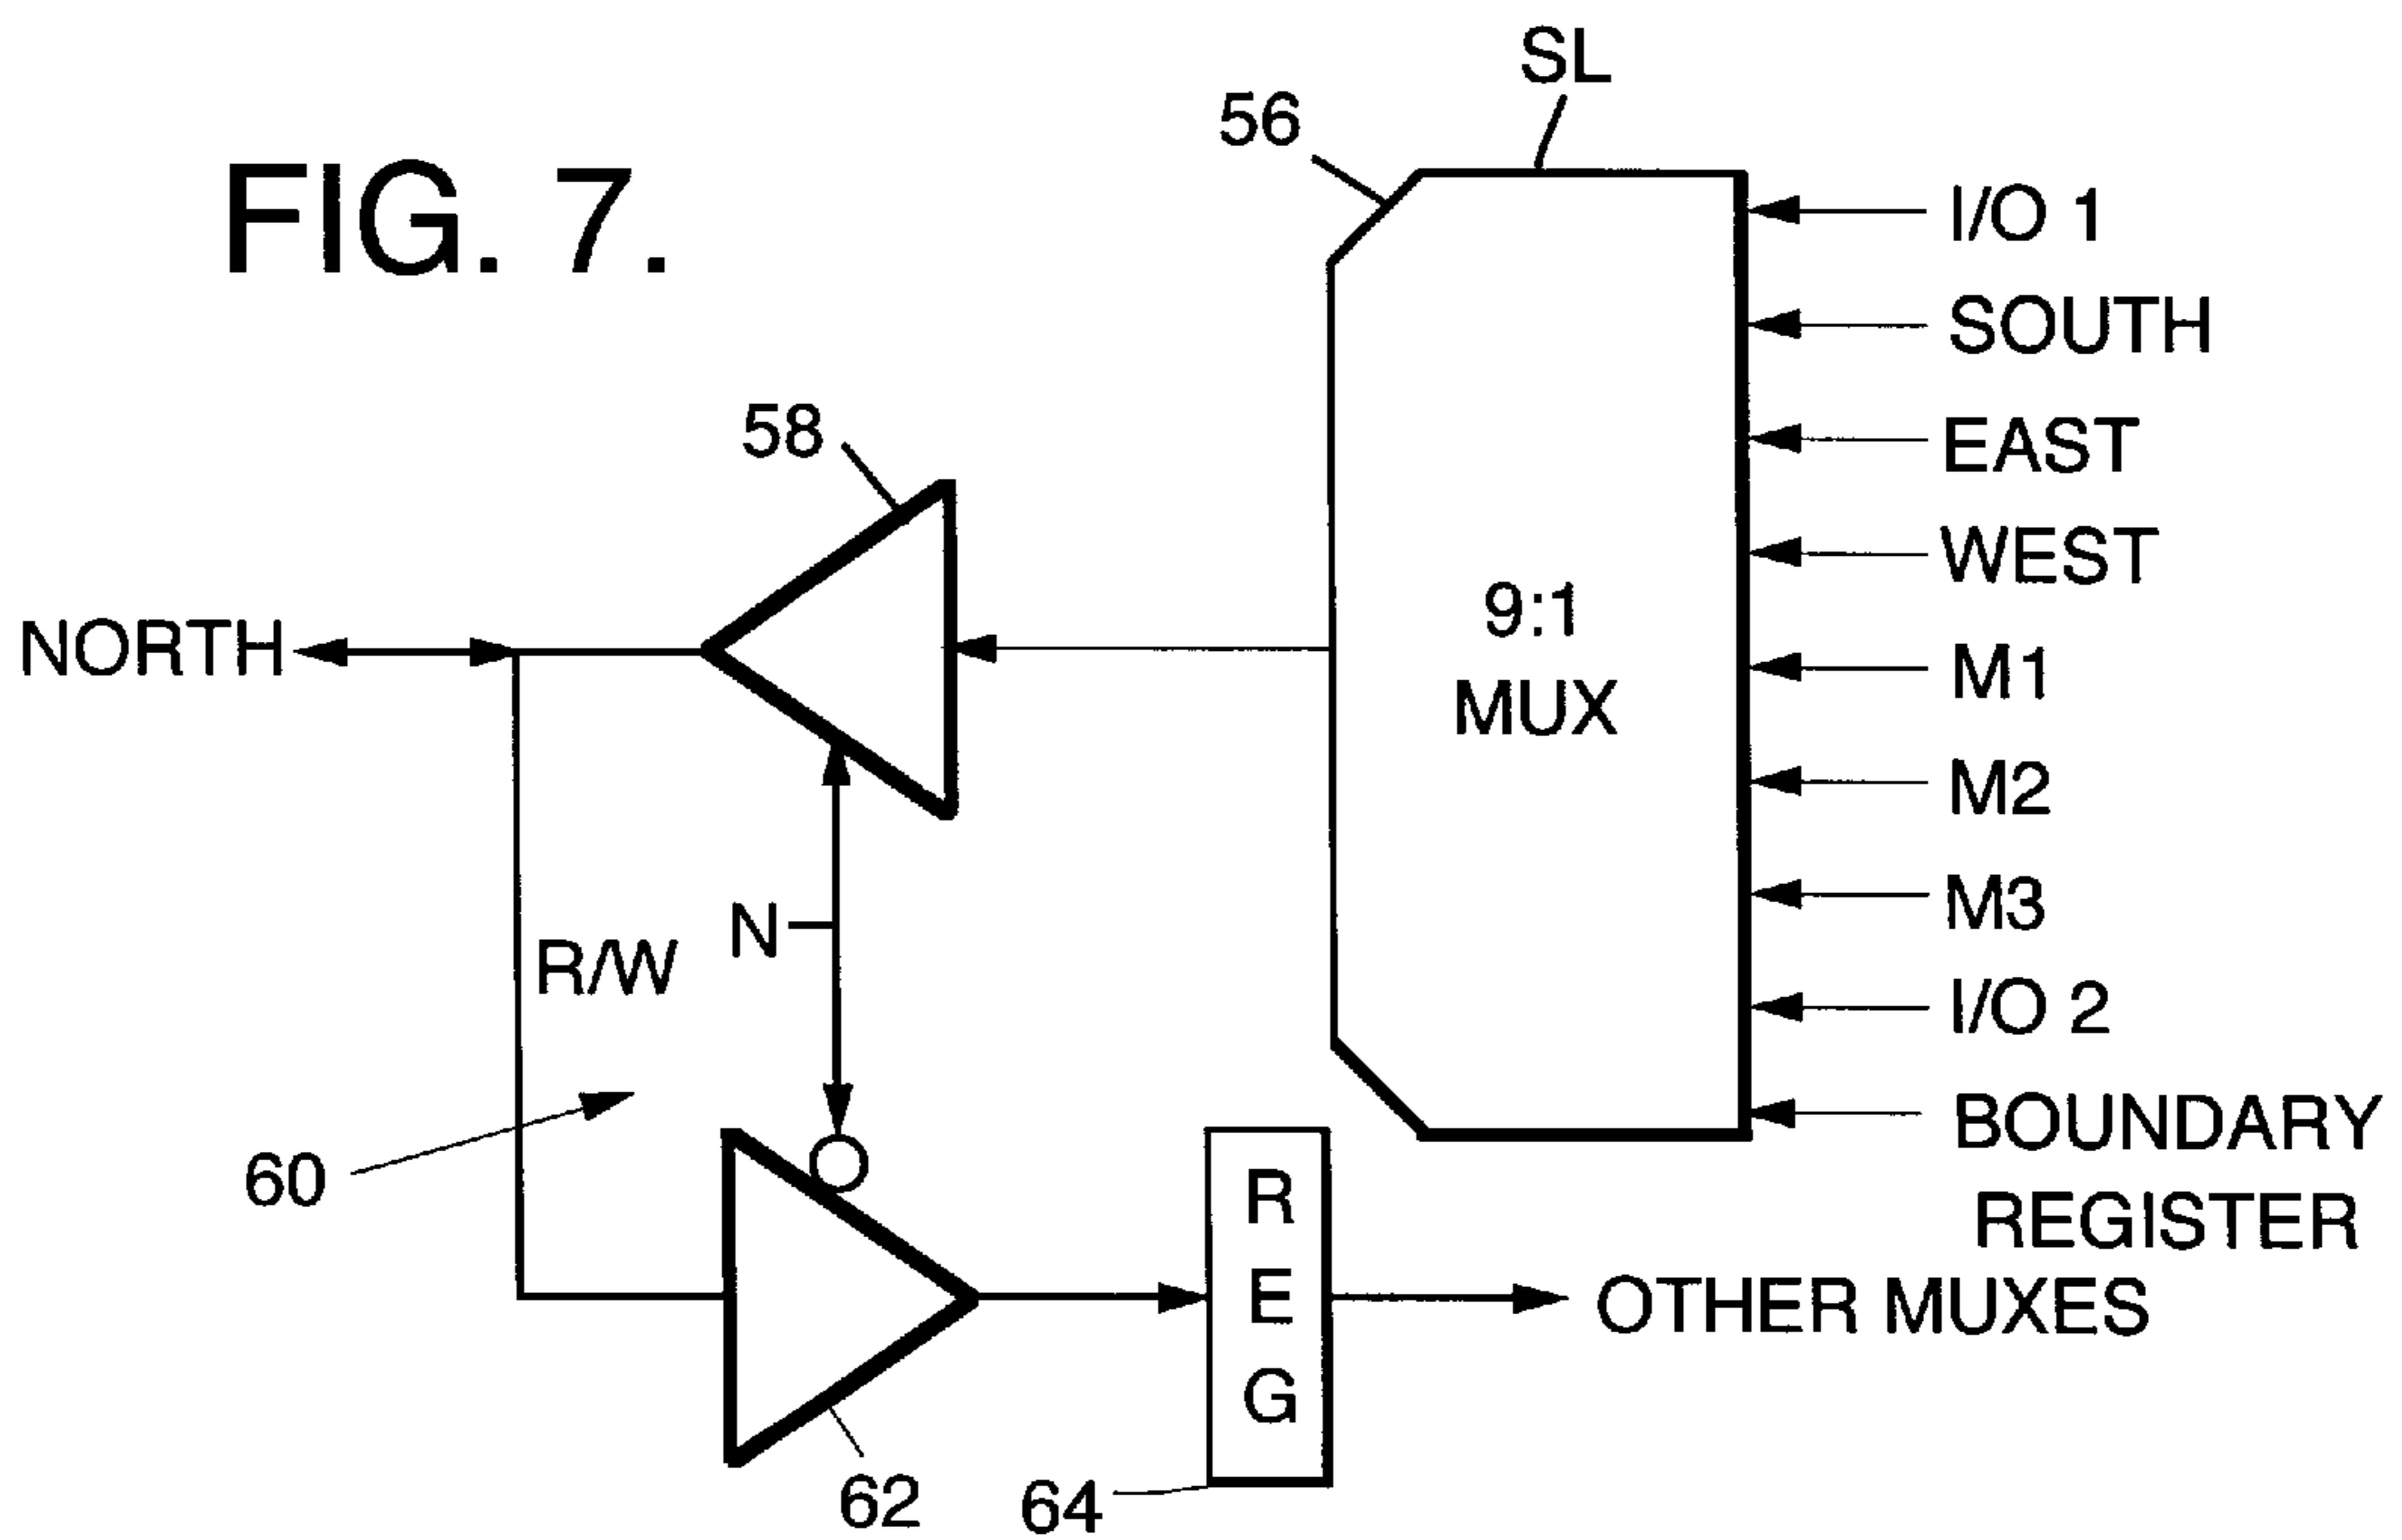 FIG. 7.
SL
56
I/O 1
SOUTH
EAST
WEST
M1
M2
M3
I/O 2
BOUNDARY
REGISTER
9:1
MUX
58
NORTH
N
R/W
60
62
R
E
G
64
OTHER MUXES